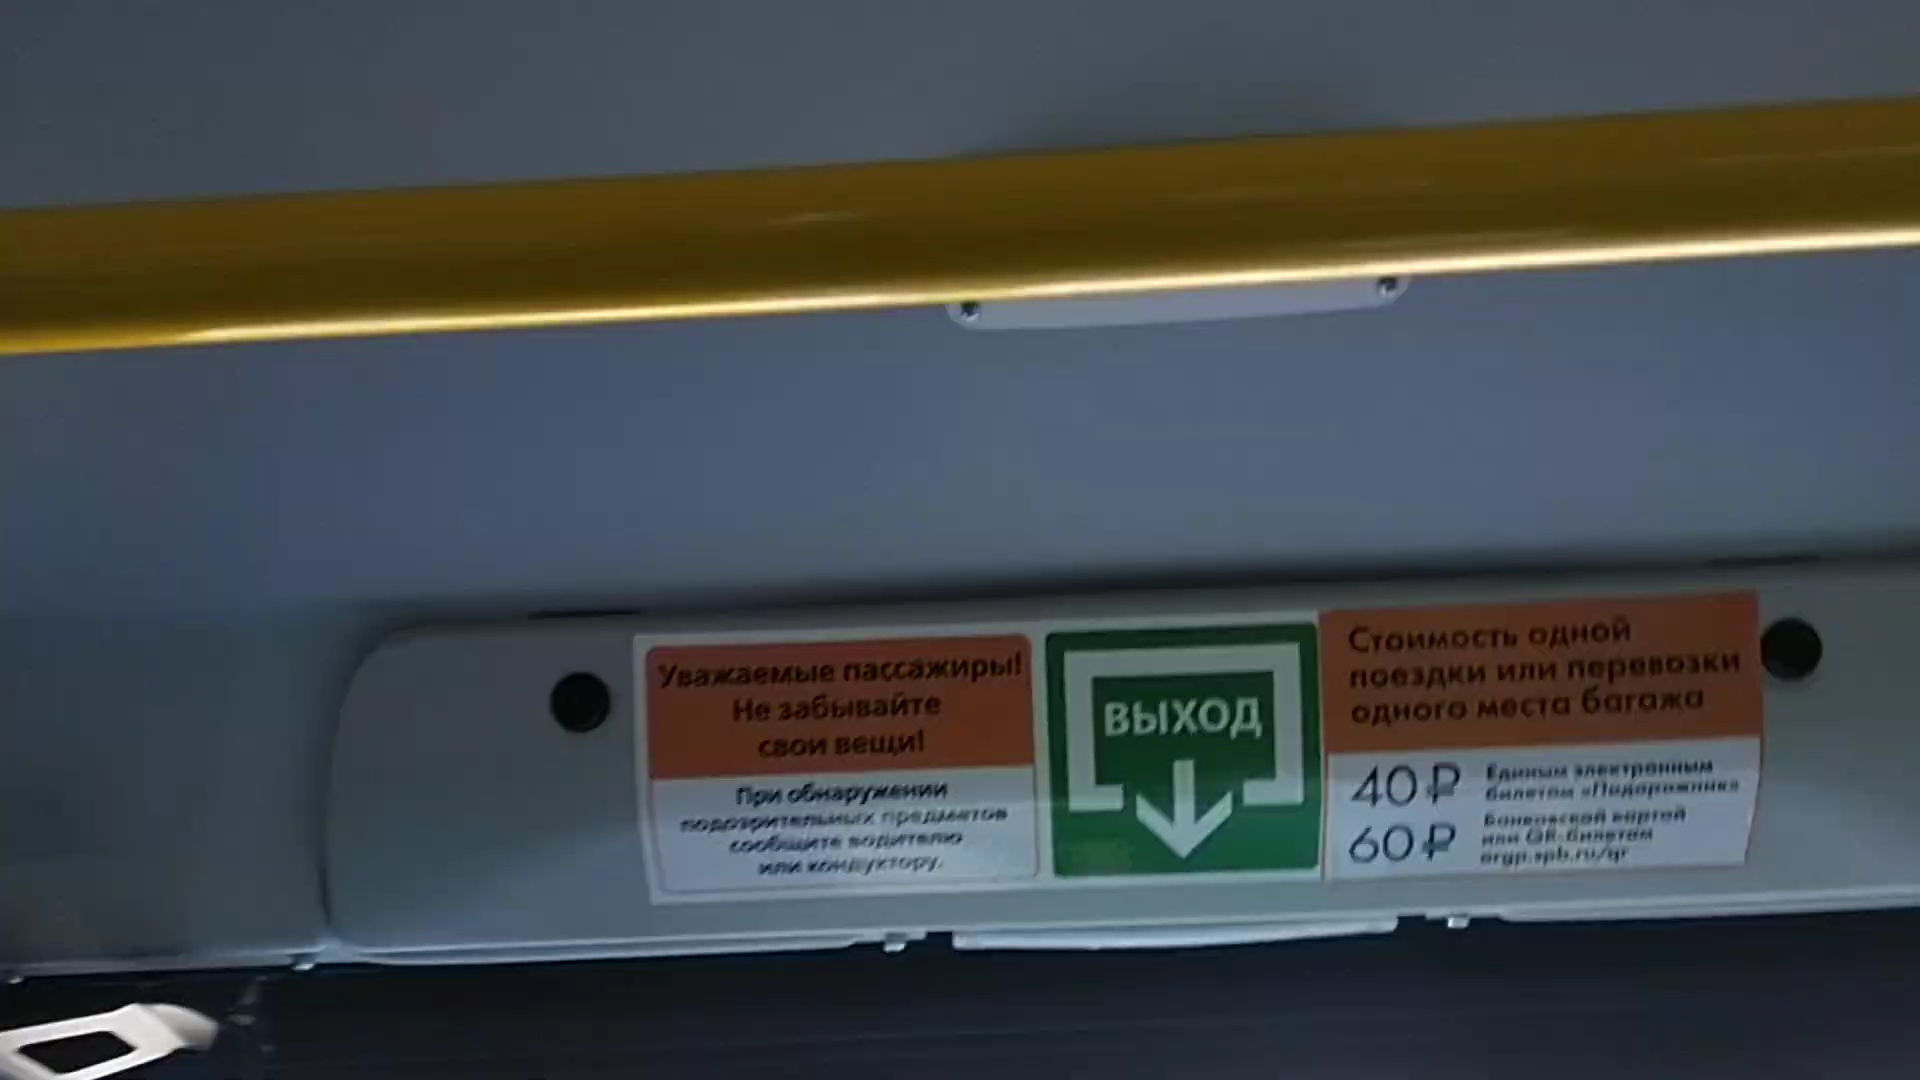 Уважаемые пассажиры!
Не забывайте
свои вещи!
При обнаружении
подозрительных предметов
сообщите водителю
или кондуктору.
ВЫХОД
Стоимость одной
поездки или перевозки
одного места багажа
40 ₽
Единым электронным
билетом «Подорожник»
60 ₽
Банковской картой
или QR-билетом
orgp.spb.ru/qr